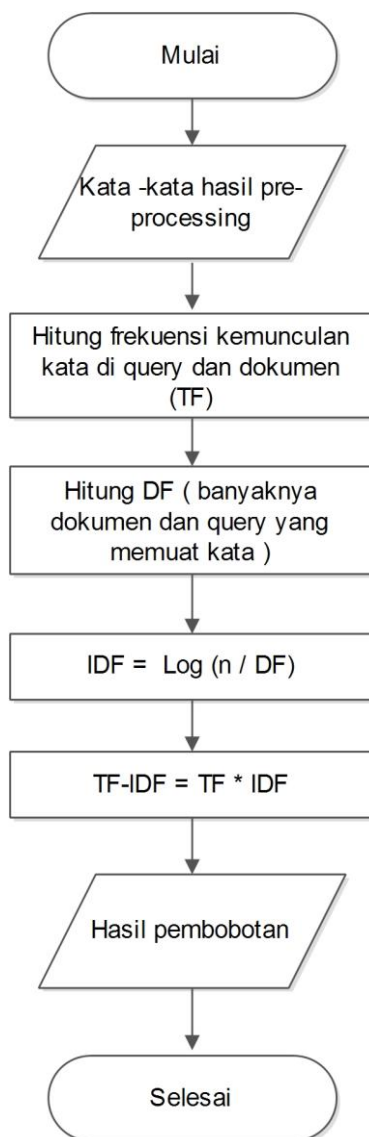 Mulai
Kata -kata hasil pre-
processing
Hitung frekuensi kemunculan
kata di query dan dokumen
(TF)
Hitung DF ( banyaknya
dokumen dan query yang
memuat kata )
IDF = Log (n / DF)
TF-IDF = TF * IDF
Hasil pembobotan
Selesai